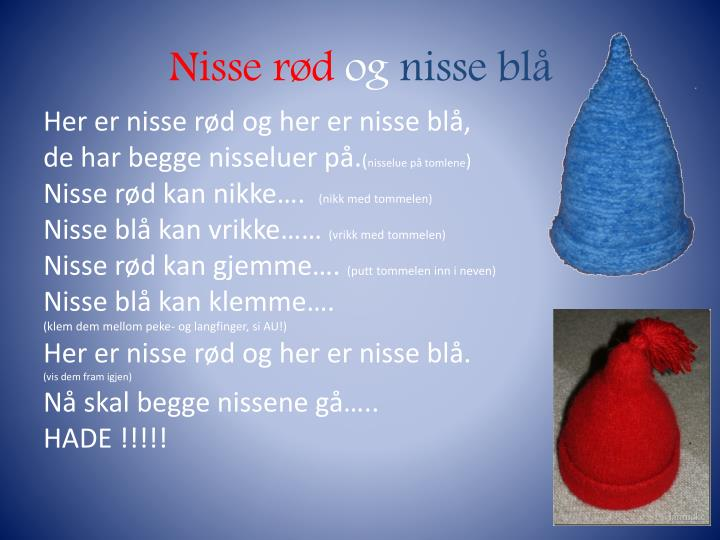 Nisse rød og nisse blå
Her er nisse rød og her er nisse blå,
de har begge nisseluer på.(nisselue på tomlene)
Nisse rød kan nikke…. (nikk med tommelen)
Nisse blå kan vrikke…… (vrikk med tommelen)
Nisse rød kan gjemme…. (putt tommelen inn i neven)
Nisse blå kan klemme….
(klem dem mellom peke- og langfinger, si AU!)
Her er nisse rød og her er nisse blå.
(vis dem fram igjen)
Nå skal begge nissene gå…..
HADE !!!!!